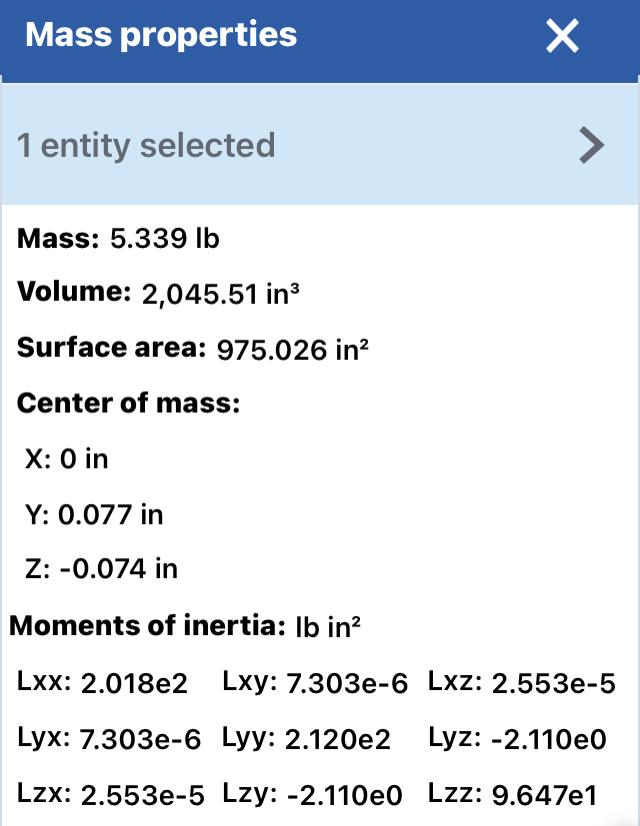 Mass properties
1 entity selected
Mass: 5.339 lb
Volume: 2,045.51 in³
Surface area: 975.026 in²
Center of mass:
X: 0 in
Y: 0.077 in
Z: -0.074 in
Moments of inertia: lb in²
Lxx: 2.018e2 Lxy: 7.303e-6 Lxz: 2.553e-5
Lyx: 7.303e-6 Lyy: 2.120e2 Lyz: -2.110e0
Lzx: 2.553e-5 Lzy: -2.110e0 Lzz: 9.647e1